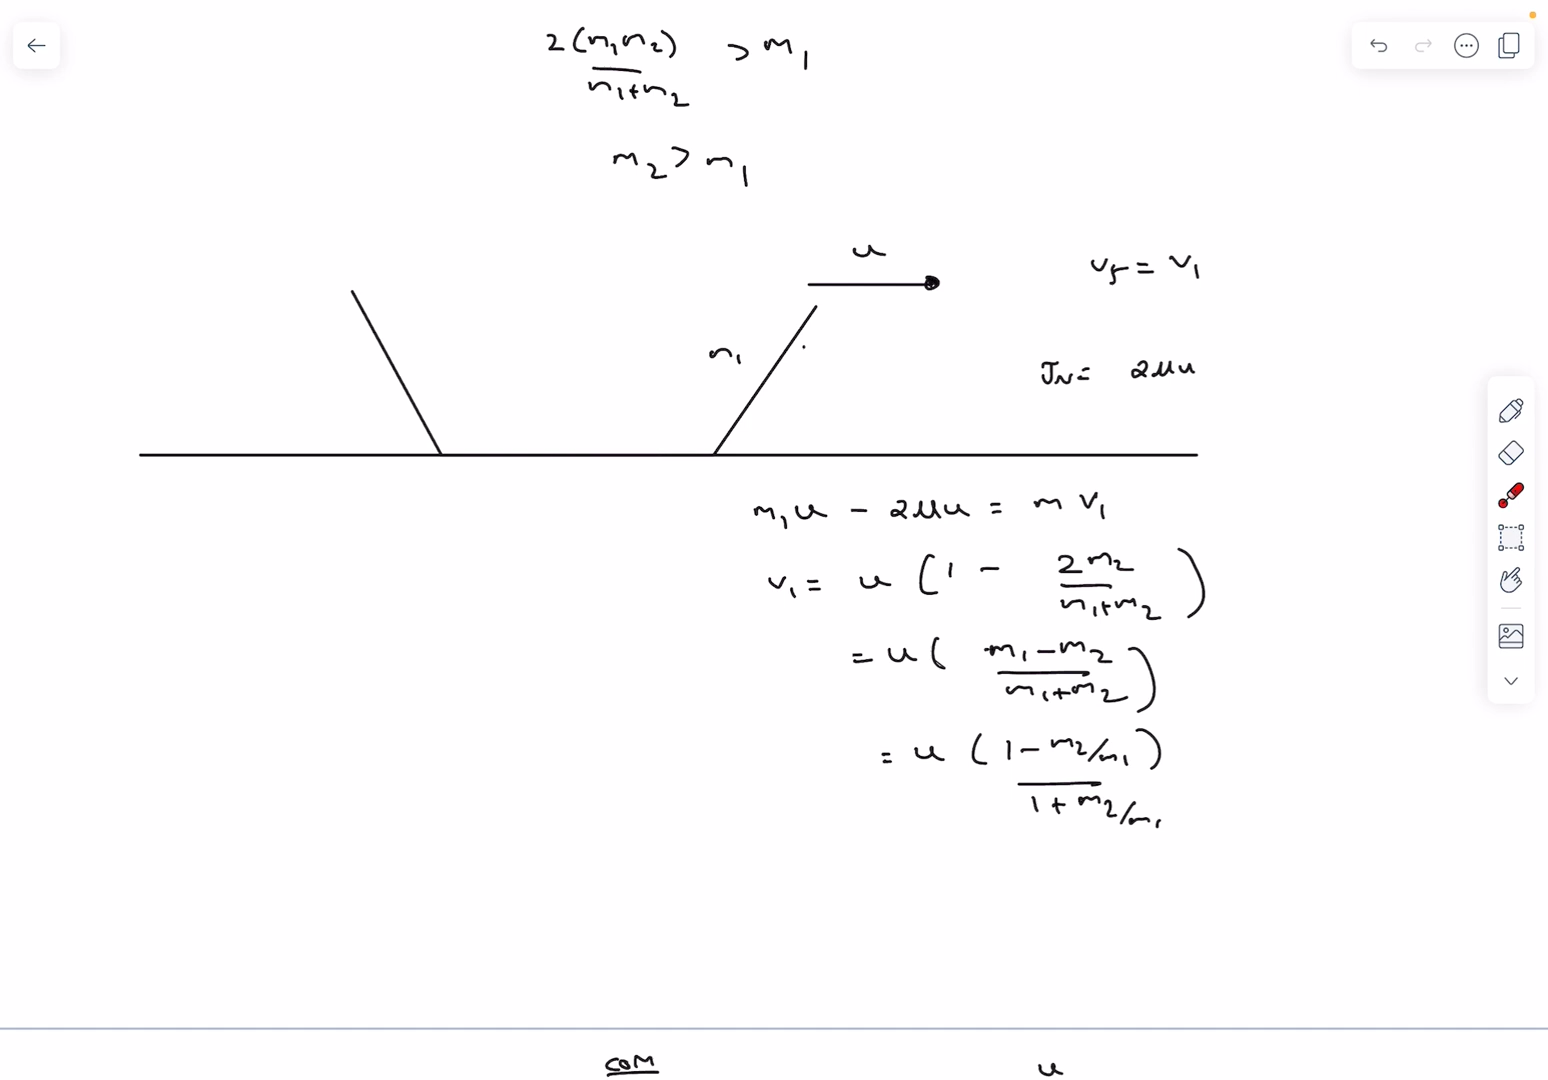 2(m₁m₂)/(m₁+m₂) > m₁
m₂ > m₁
u
v_f = v₁
m₁
J_N = 2μu
m₁u - 2μu = m v₁
v₁ = u (1 - 2m₂/(m₁+m₂))
= u ((m₁-m₂)/(m₁+m₂))
= u (1-m₂/m₁)/(1+m₂/m₁)
COM
u